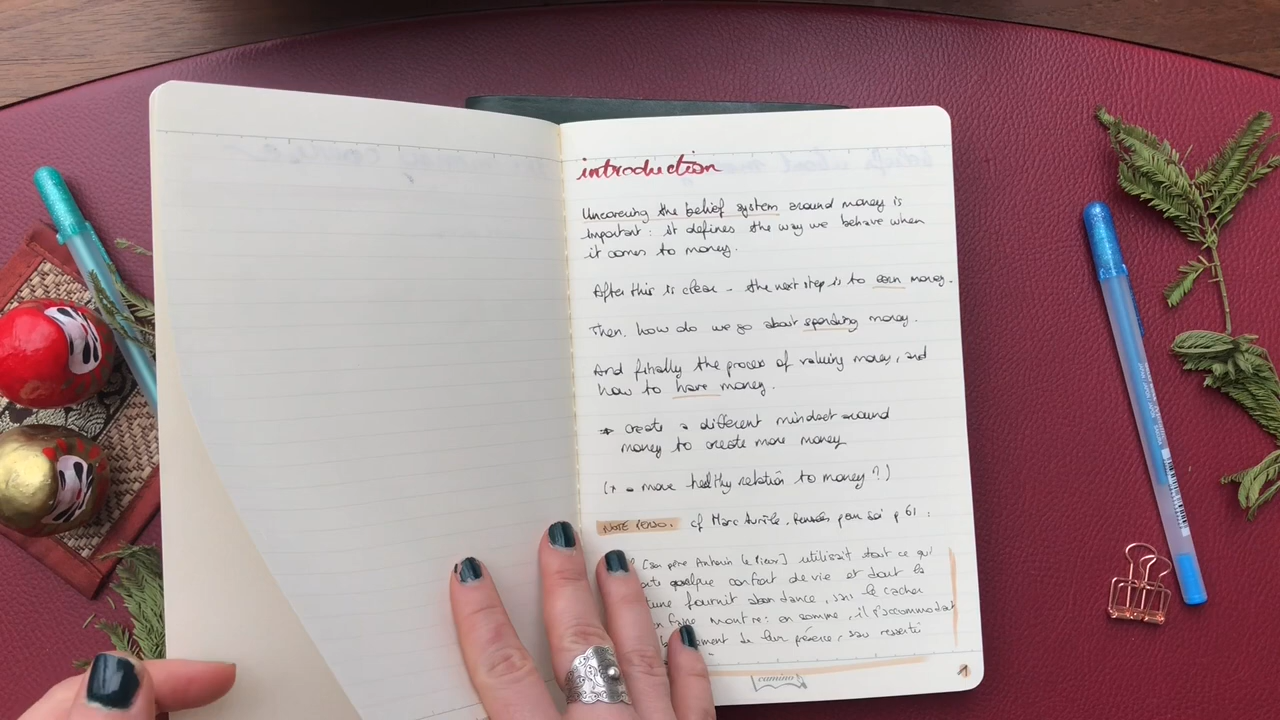 introduction
Uncovering the belief system around money is
important: it defines the way we behave when
it comes to money.
After this is clear - the next step is to earn money.
Then, how do we go about spending money.
And finally the process of valuing money, and
how to have money.
create a different mindset around
money to create more money
(+ a more healthy relation to money?)
NOTE PERSO. cf Marc Aurèle, Pensées pour soi p 61:
[son père Antonin le Pieux] utilisait tout ce qui
quelque confort de vie et dont la
fournit abondance, sans le cacher
en faire montre: en somme, il s'accommodait
de leur présence, sans ressentir
camino
1